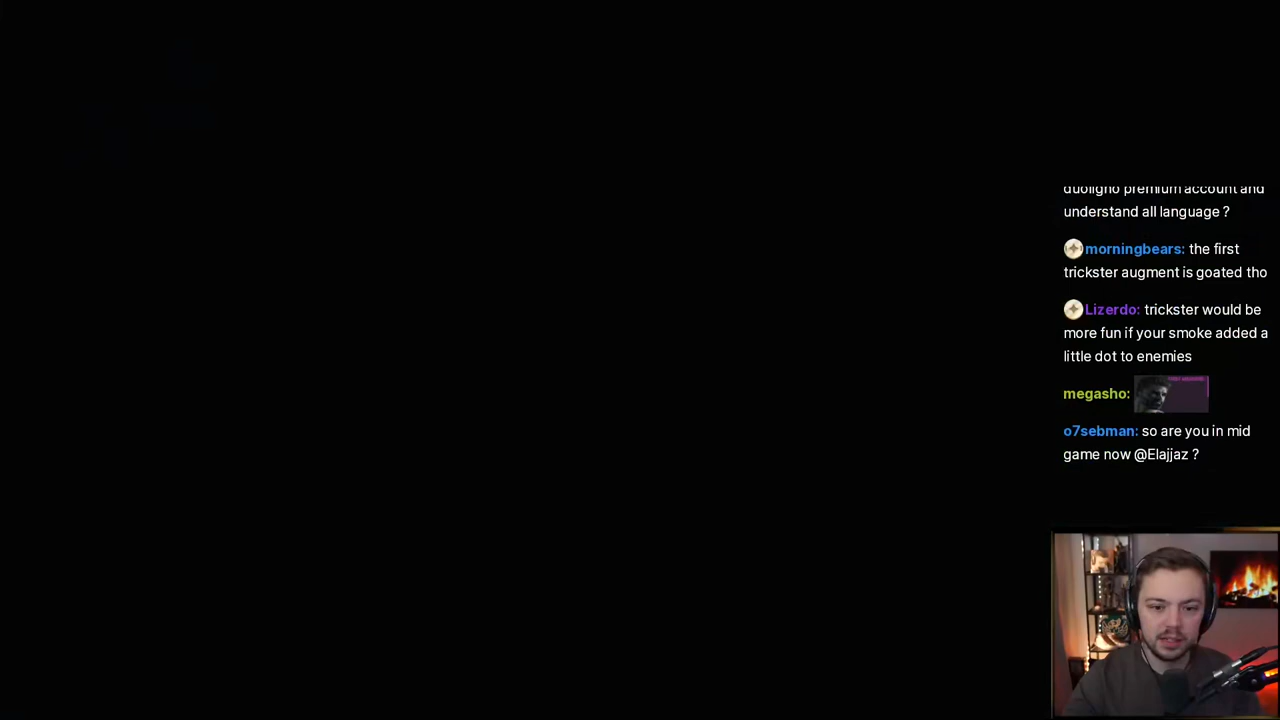 duoligno premium account and
understand all language ?
morningbears: the first
trickster augment is goated tho
Lizerdo: trickster would be
more fun if your smoke added a
little dot to enemies
megasho:
o7sebman: so are you in mid
game now @Elajjaz ?